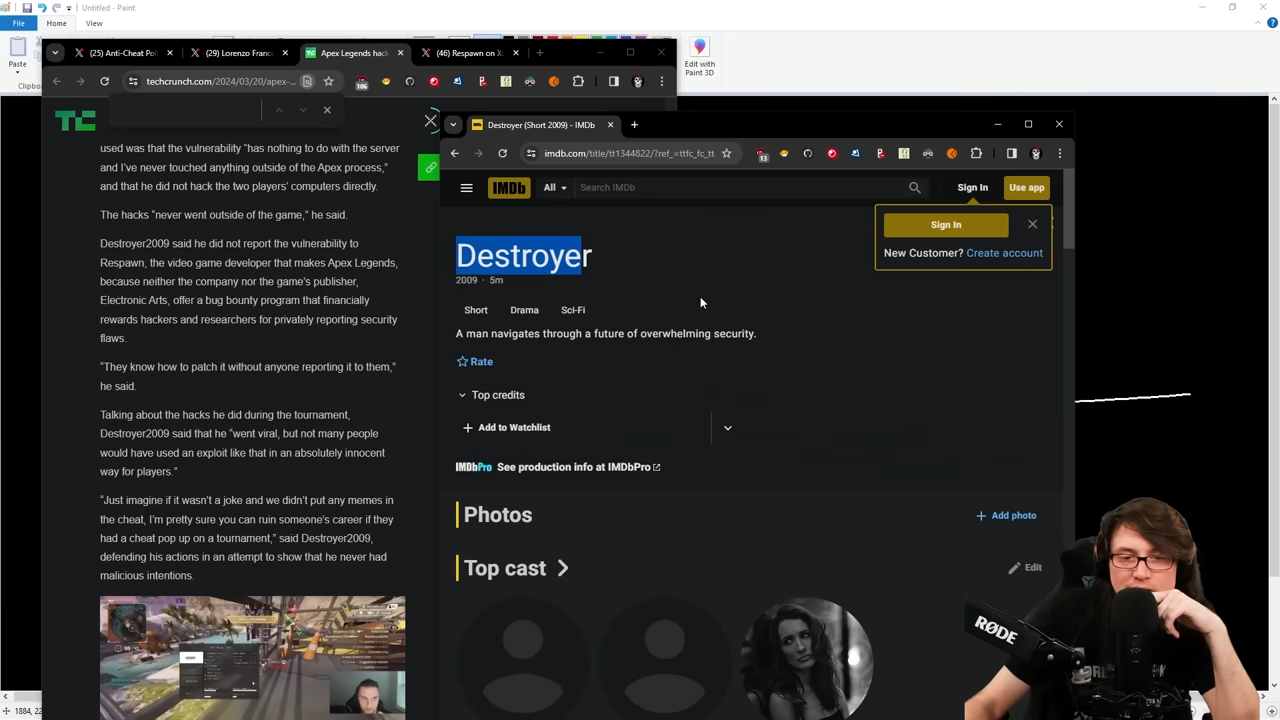 Untitled - Paint
File
Home
View
Paste
Clipboa
Edit with
Paint 3D
(25) Anti-Cheat Pol
(29) Lorenzo Franc
Apex Legends hac
(46) Respawn on X
techcrunch.com/2024/03/20/apex-...
106
TC
used was that the vulnerability “has nothing to do with the server
and I’ve never touched anything outside of the Apex process,”
and that he did not hack the two players’ computers directly.
The hacks “never went outside of the game,” he said.
Destroyer2009 said he did not report the vulnerability to
Respawn, the video game developer that makes Apex Legends,
because neither the company nor the game’s publisher,
Electronic Arts, offer a bug bounty program that financially
rewards hackers and researchers for privately reporting security
flaws.
“They know how to patch it without anyone reporting it to them,”
he said.
Talking about the hacks he did during the tournament,
Destroyer2009 said that he “went viral, but not many people
would have used an exploit like that in an absolutely innocent
way for players.”
“Just imagine if it wasn’t a joke and we didn’t put any memes in
the cheat, I’m pretty sure you can ruin someone’s career if they
had a cheat pop up on a tournament,” said Destroyer2009,
defending his actions in an attempt to show that he never had
malicious intentions.
Destroyer (Short 2009) - IMDb
imdb.com/title/tt1344822/?ref_=ttfc_fc_tt
13
IMDb
All
Search IMDb
Sign In
Use app
Sign In
New Customer? Create account
Destroyer
2009 · 5m
Short
Drama
Sci-Fi
A man navigates through a future of overwhelming security.
Rate
Top credits
Add to Watchlist
IMDbPro See production info at IMDbPro
Photos
Add photo
Top cast
Edit
RØDE
1884, 22